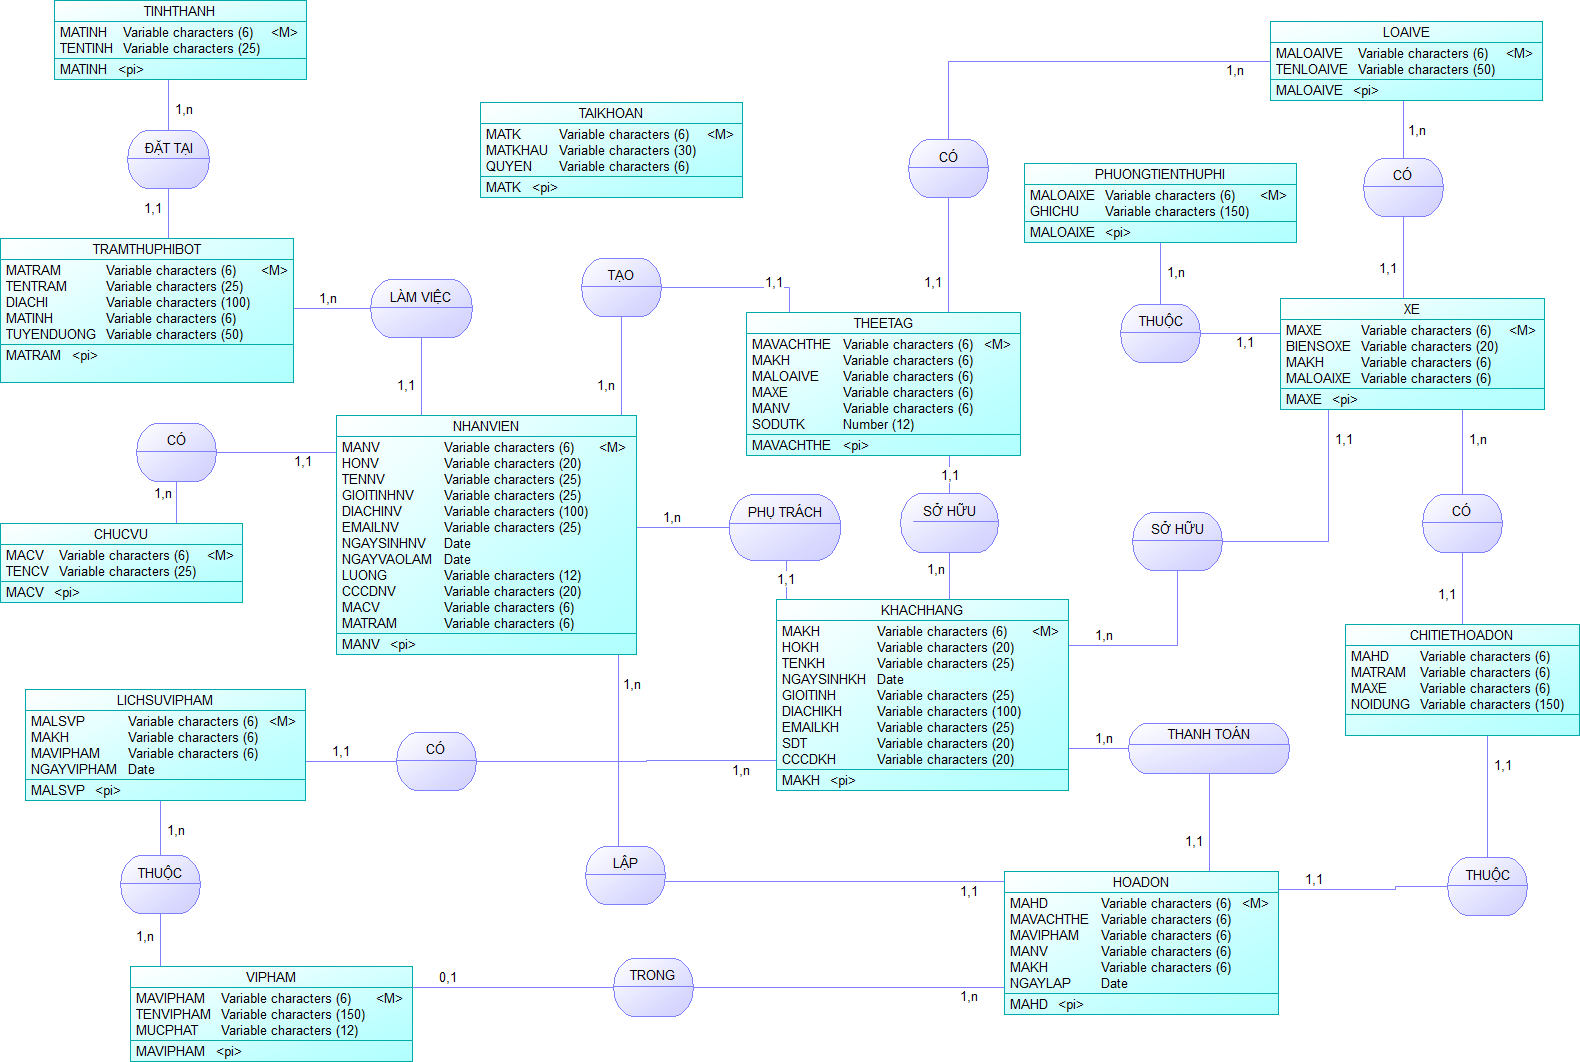 TINHTHANH
MATINH Variable characters (6) <M>
TENTINH Variable characters (25)
MATINH <pi>
1,n
ĐẶT TẠI
1,1
TAIKHOAN
MATK Variable characters (6) <M>
MATKHAU Variable characters (30)
QUYEN Variable characters (6)
MATK <pi>
LOAIVE
MALOAIVE Variable characters (6) <M>
TENLOAIVE Variable characters (50)
MALOAIVE <pi>
1,n
CÓ
1,1
1,n
CÓ
1,1
PHUONGTIENTHUPHI
MALOAIXE Variable characters (6) <M>
GHICHU Variable characters (150)
MALOAIXE <pi>
1,n
THUỘC
1,1
TRAMTHUPHIBOT
MATRAM Variable characters (6) <M>
TENTRAM Variable characters (25)
DIACHI Variable characters (100)
MATINH Variable characters (6)
TUYENDUONG Variable characters (50)
MATRAM <pi>
1,n
LÀM VIỆC
1,1
TẠO
1,1
1,n
THEETAG
MAVACHTHE Variable characters (6) <M>
MAKH Variable characters (6)
MALOAIVE Variable characters (6)
MAXE Variable characters (6)
MANV Variable characters (6)
SODUTK Number (12)
MAVACHTHE <pi>
XE
MAXE Variable characters (6) <M>
BIENSOXE Variable characters (20)
MAKH Variable characters (6)
MALOAIXE Variable characters (6)
MAXE <pi>
CÓ
1,1
1,n
CHUCVU
MACV Variable characters (6) <M>
TENCV Variable characters (25)
MACV <pi>
NHANVIEN
MANV Variable characters (6) <M>
HONV Variable characters (20)
TENNV Variable characters (25)
GIOITINHNV Variable characters (25)
DIACHINV Variable characters (100)
EMAILNV Variable characters (25)
NGAYSINHNV Date
NGAYVAOLAM Date
LUONG Variable characters (12)
CCCDNV Variable characters (20)
MACV Variable characters (6)
MATRAM Variable characters (6)
MANV <pi>
1,n
PHỤ TRÁCH
1,1
1,1
SỞ HỮU
1,n
1,1
SỞ HỮU
1,n
1,n
CÓ
1,1
KHACHHANG
MAKH Variable characters (6) <M>
HOKH Variable characters (20)
TENKH Variable characters (25)
NGAYSINHKH Date
GIOITINH Variable characters (25)
DIACHIKH Variable characters (100)
EMAILKH Variable characters (25)
SDT Variable characters (20)
CCCDKH Variable characters (20)
MAKH <pi>
CHITIETHOADON
MAHD Variable characters (6)
MATRAM Variable characters (6)
MAXE Variable characters (6)
NOIDUNG Variable characters (150)
LICHSUVIPHAM
MALSVP Variable characters (6) <M>
MAKH Variable characters (6)
MAVIPHAM Variable characters (6)
NGAYVIPHAM Date
MALSVP <pi>
1,1
CÓ
1,n
1,n
LẬP
1,1
1,n
THANH TOÁN
1,1
1,1
THUỘC
1,1
1,n
THUỘC
1,n
HOADON
MAHD Variable characters (6) <M>
MAVACHTHE Variable characters (6)
MAVIPHAM Variable characters (6)
MANV Variable characters (6)
MAKH Variable characters (6)
NGAYLAP Date
MAHD <pi>
VIPHAM
MAVIPHAM Variable characters (6) <M>
TENVIPHAM Variable characters (150)
MUCPHAT Variable characters (12)
MAVIPHAM <pi>
0,1
TRONG
1,n